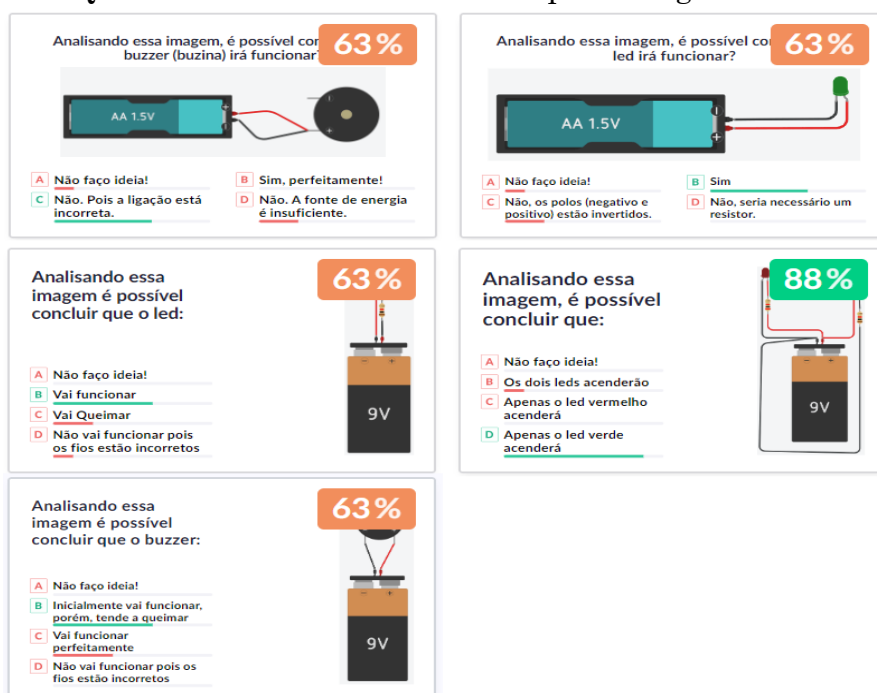 Analisando essa imagem, é possível con
buzzer (buzina) irá funcionar?
63%
AA 1.5V
A Não faço ideia!
B Sim, perfeitamente!
C Não. Pois a ligação está
incorreta.
D Não. A fonte de energia
é insuficiente.
Analisando essa imagem, é possível con
led irá funcionar?
63%
AA 1.5V
A Não faço ideia!
B Sim
C Não, os polos (negativo e
positivo) estão invertidos.
D Não, seria necessário um
resistor.
Analisando essa
imagem é possível
concluir que o led:
63%
A Não faço ideia!
B Vai funcionar
C Vai Queimar
D Não vai funcionar pois
os fios estão incorretos
9V
Analisando essa
imagem, é possível
concluir que:
88%
A Não faço ideia!
B Os dois leds acenderão
C Apenas o led vermelho
acenderá
D Apenas o led verde
acenderá
9V
Analisando essa
imagem é possível
concluir que o buzzer:
63%
A Não faço ideia!
B Inicialmente vai funcionar,
porém, tende a queimar
C Vai funcionar
perfeitamente
D Não vai funcionar pois os
fios estão incorretos
9V